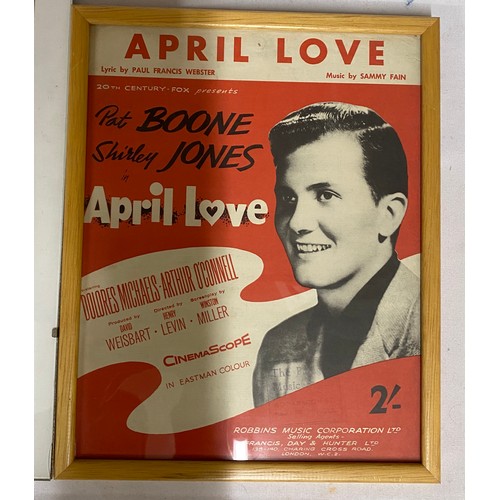 APRIL LOVE
Lyric by PAUL FRANCIS WEBSTER Music by SAMMY FAIN
20TH CENTURY-FOX presents
Pat BOONE
Shirley JONES
in
April Love
DOLORES MICHAELS · ARTHUR O'CONNELL
Produced by Directed by Screenplay by
DAVID HENRY WINSTON
WEISBART · LEVIN · MILLER
CINEMASCOPE
IN EASTMAN COLOUR
2/-
ROBBINS MUSIC CORPORATION LTD
Selling Agents-
FRANCIS, DAY & HUNTER LTD
CHARING CROSS ROAD.
LONDON, W.C.2.